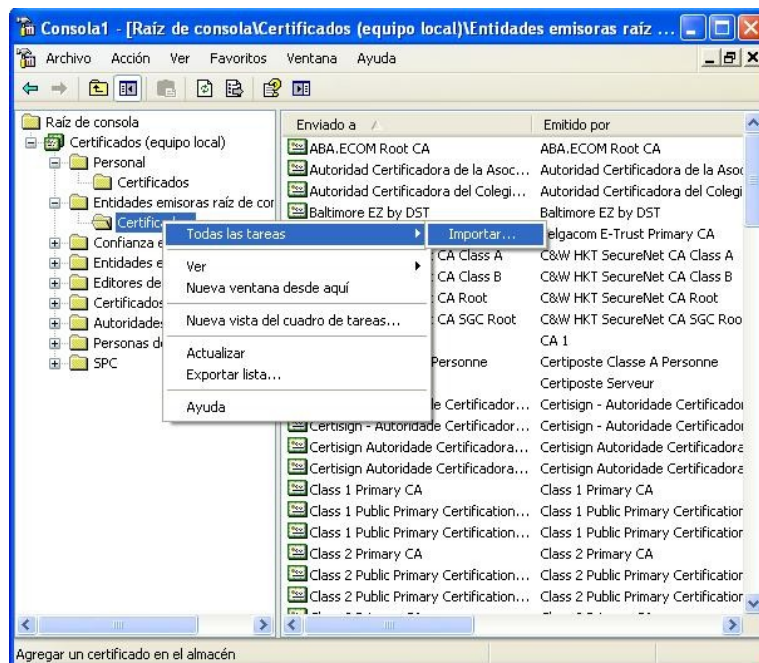 Consola1 - [Raíz de consola\Certificados (equipo local)\Entidades emisoras raíz ...
Archivo Acción Ver Favoritos Ventana Ayuda
Raíz de consola
Certificados (equipo local)
Personal
Certificados
Entidades emisoras raíz de con
Certific
Confianza e
Entidades e
Editores de
Certificados
Autoridades
Personas d
SPC
Todas las tareas
Importar...
Ver
Nueva ventana desde aquí
Nueva vista del cuadro de tareas...
Actualizar
Exportar lista...
Ayuda
Enviado a Emitido por
ABA.ECOM Root CA ABA.ECOM Root CA
Autoridad Certificadora de la Asoc... Autoridad Certificadora de la Asoc
Autoridad Certificadora del Colegi... Autoridad Certificadora del Colegi
Baltimore EZ by DST Baltimore EZ by DST
elgacom E-Trust Primary CA
CA Class A C&W HKT SecureNet CA Class A
CA Class B C&W HKT SecureNet CA Class B
CA Root C&W HKT SecureNet CA Root
CA SGC Root C&W HKT SecureNet CA SGC Roo
CA 1
Personne Certiposte Classe A Personne
Certiposte Serveur
e Certificador... Certisign - Autoridade Certificado
Certisign - Autoridade Certificador... Certisign - Autoridade Certificado
Certisign Autoridade Certificadora... Certisign Autoridade Certificadora
Certisign Autoridade Certificadora... Certisign Autoridade Certificadora
Class 1 Primary CA Class 1 Primary CA
Class 1 Public Primary Certification... Class 1 Public Primary Certification
Class 1 Public Primary Certification... Class 1 Public Primary Certification
Class 2 Primary CA Class 2 Primary CA
Class 2 Public Primary Certification... Class 2 Public Primary Certification
Class 2 Public Primary Certification... Class 2 Public Primary Certification
Agregar un certificado en el almacén